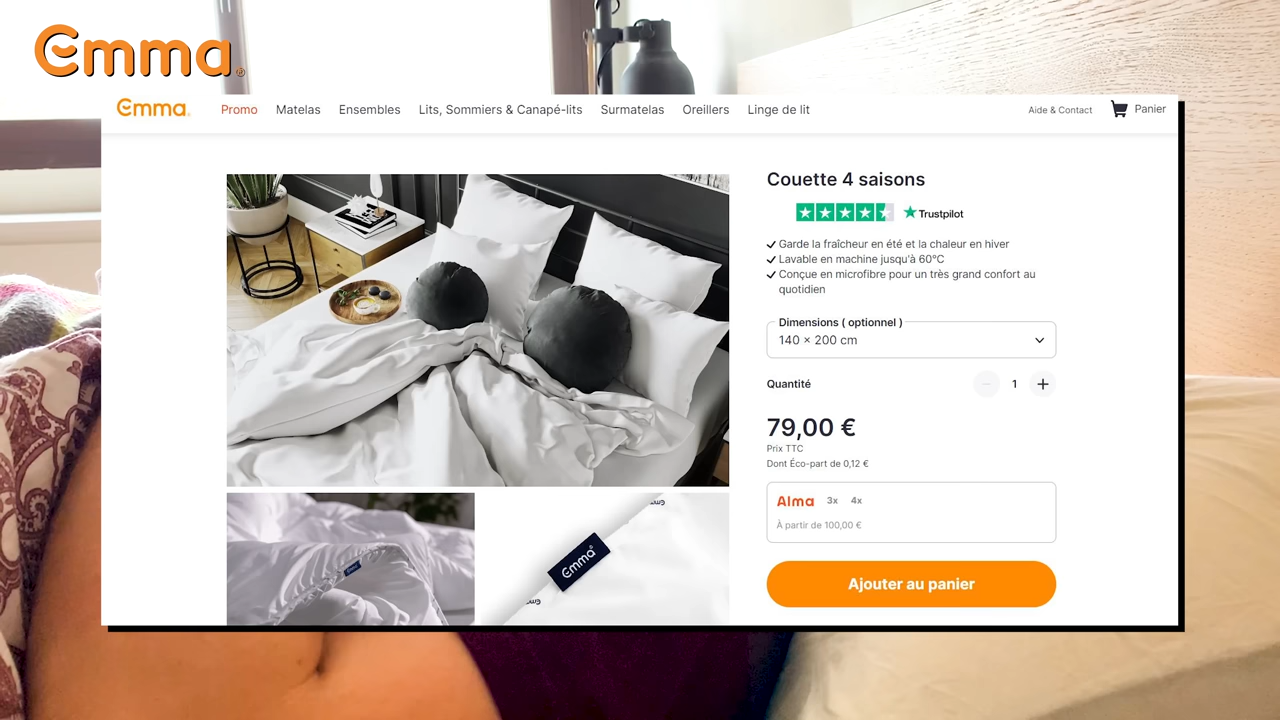 Emma®
Emma®
Promo
Matelas
Ensembles
Lits, Sommiers & Canapé-lits
Surmatelas
Oreillers
Linge de lit
Aide & Contact
Panier
Couette 4 saisons
Trustpilot
Garde la fraîcheur en été et la chaleur en hiver
Lavable en machine jusqu'à 60°C
Conçue en microfibre pour un très grand confort au
quotidien
Dimensions ( optionnel )
140 × 200 cm
Quantité
− 1 +
79,00 €
Prix TTC
Dont Éco-part de 0,12 €
Alma 3x 4x
À partir de 100,00 €
Ajouter au panier
Emma
Emma